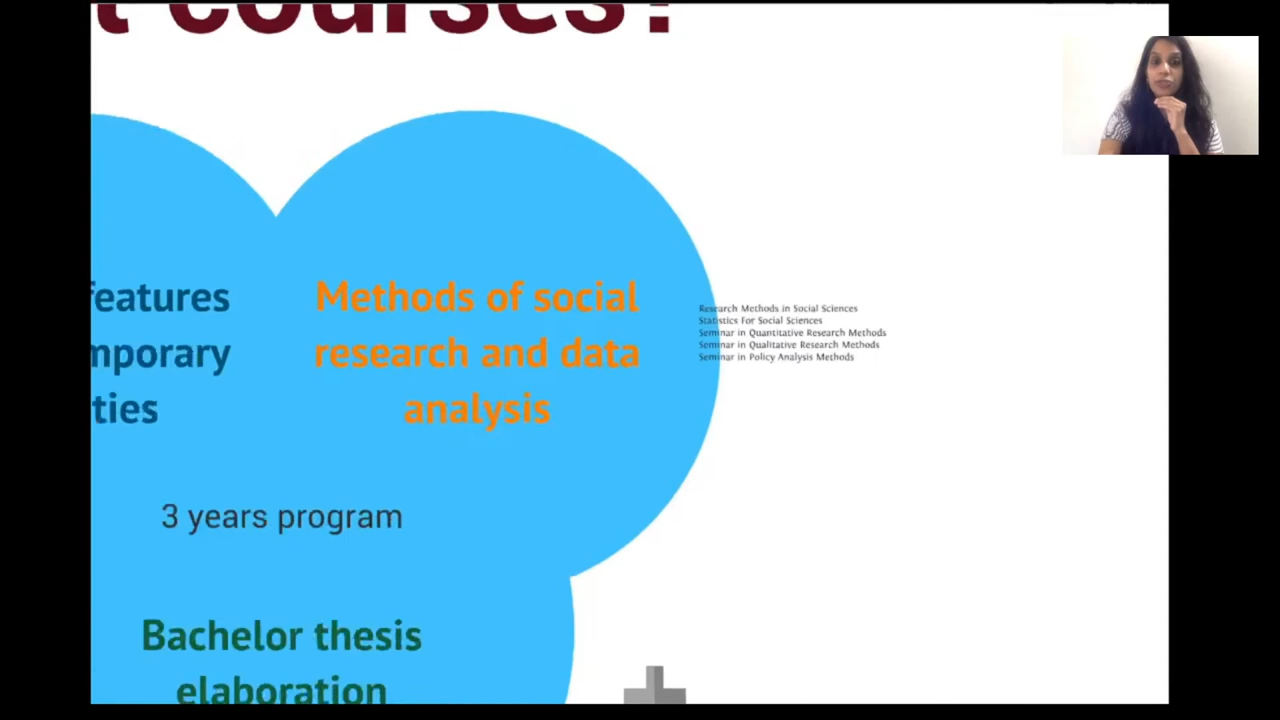 courses?
features
Methods of social
mporary
research and data
ties
analysis
Research Methods in Social Sciences
Statistics For Social Sciences
Seminar in Quantitative Research Methods
Seminar in Qualitative Research Methods
Seminar in Policy Analysis Methods
3 years program
Bachelor thesis
elaboration